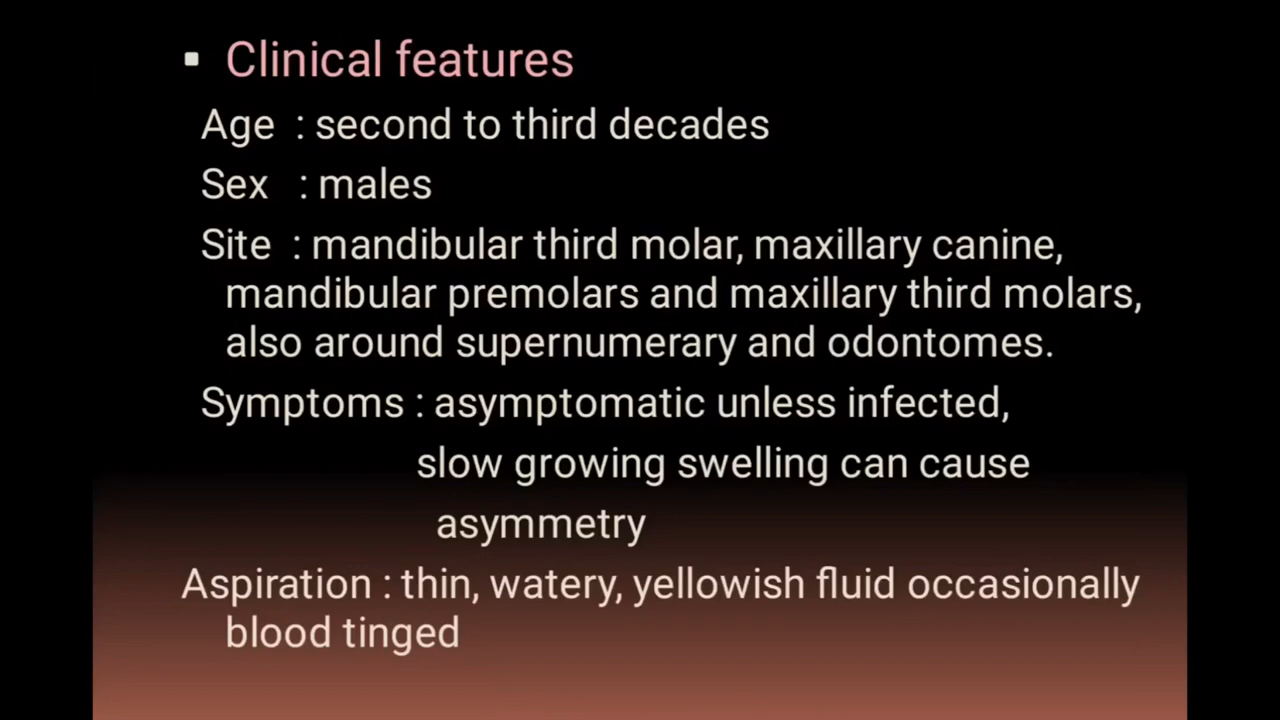 ▪ Clinical features
Age : second to third decades
Sex : males
Site : mandibular third molar, maxillary canine,
mandibular premolars and maxillary third molars,
also around supernumerary and odontomes.
Symptoms : asymptomatic unless infected,
slow growing swelling can cause
asymmetry
Aspiration : thin, watery, yellowish fluid occasionally
blood tinged